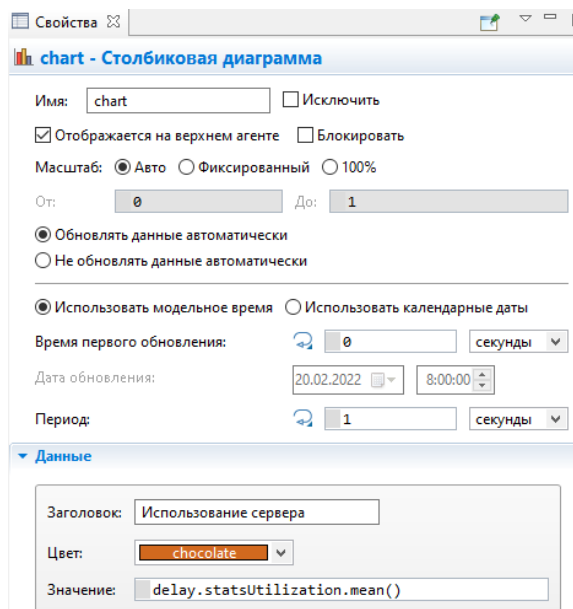 Свойства
chart - Столбиковая диаграмма
Имя: chart Исключить
Отображается на верхнем агенте Блокировать
Масштаб: Авто Фиксированный 100%
От: 0 До: 1
Обновлять данные автоматически
Не обновлять данные автоматически
Использовать модельное время Использовать календарные даты
Время первого обновления: 0 секунды
Дата обновления: 20.02.2022 8:00:00
Период: 1 секунды
Данные
Заголовок: Использование сервера
Цвет: chocolate
Значение: delay.statsUtilization.mean()